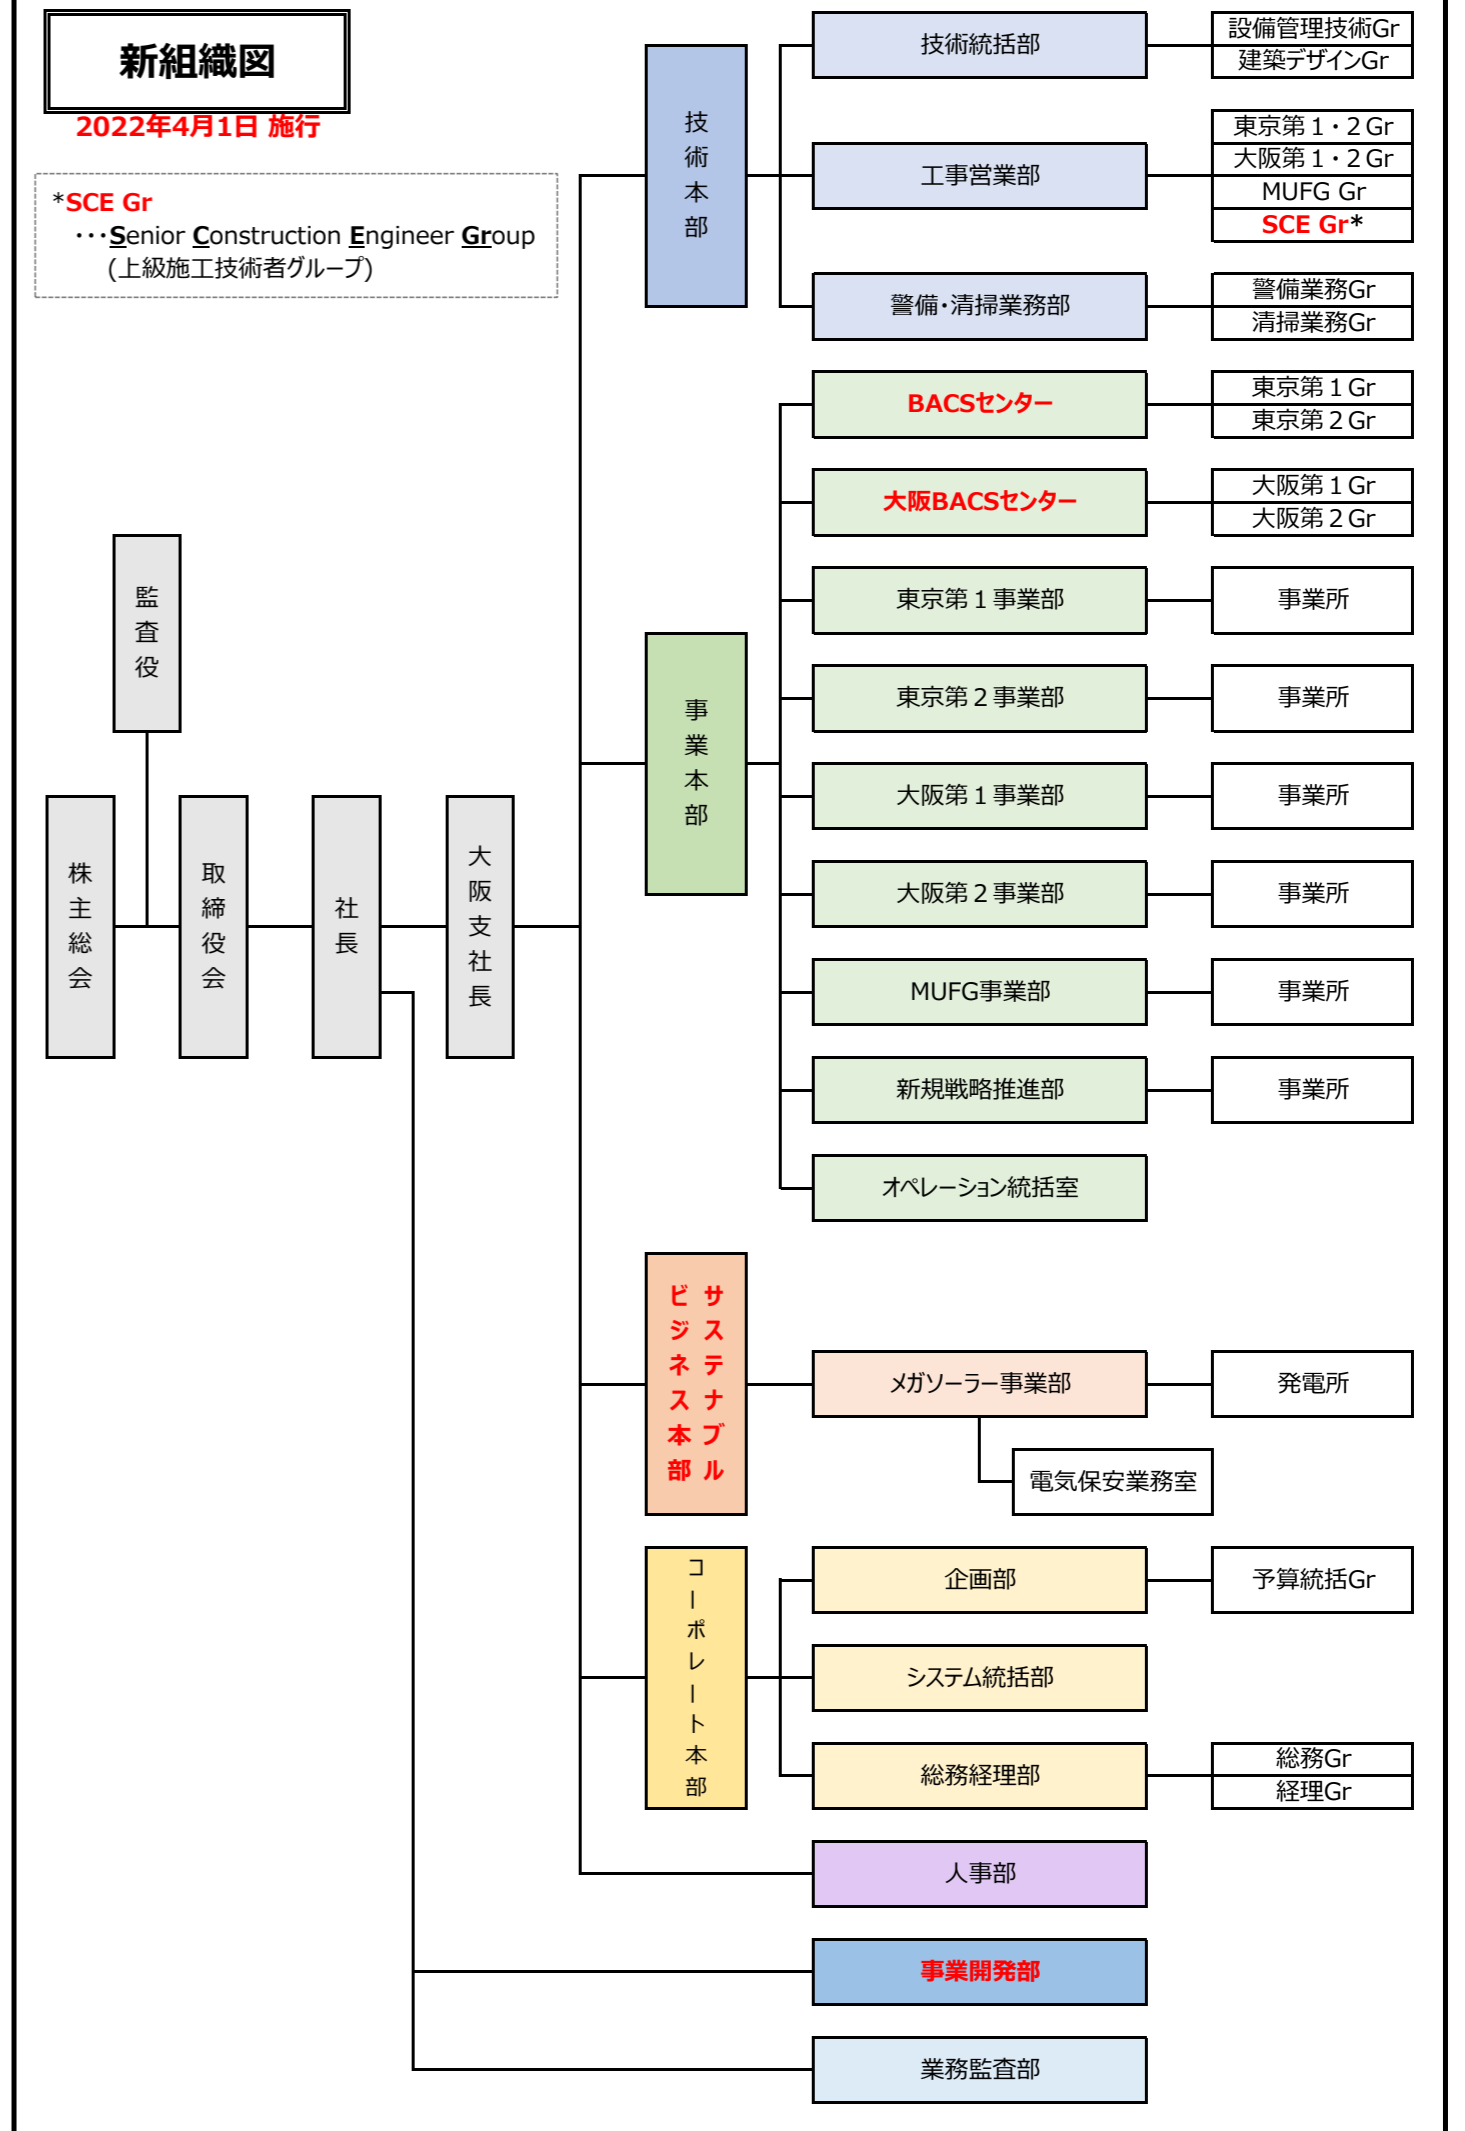 新組織図
2022年4月1日 施行
*SCE Gr
･･･Senior Construction Engineer Group
(上級施工技術者グループ)
監査役
株主総会
取締役会
社長
大阪支社長
技術本部
技術統括部
設備管理技術Gr
建築デザインGr
工事営業部
東京第１・２Gr
大阪第１・２Gr
MUFG Gr
SCE Gr*
警備・清掃業務部
警備業務Gr
清掃業務Gr
事業本部
BACSセンター
東京第１Gr
東京第２Gr
大阪BACSセンター
大阪第１Gr
大阪第２Gr
東京第１事業部
事業所
東京第２事業部
事業所
大阪第１事業部
事業所
大阪第２事業部
事業所
MUFG事業部
事業所
新規戦略推進部
事業所
オペレーション統括室
サステナブル
ビジネス本部
メガソーラー事業部
発電所
電気保安業務室
コーポレート本部
企画部
予算統括Gr
システム統括部
総務経理部
総務Gr
経理Gr
人事部
事業開発部
業務監査部